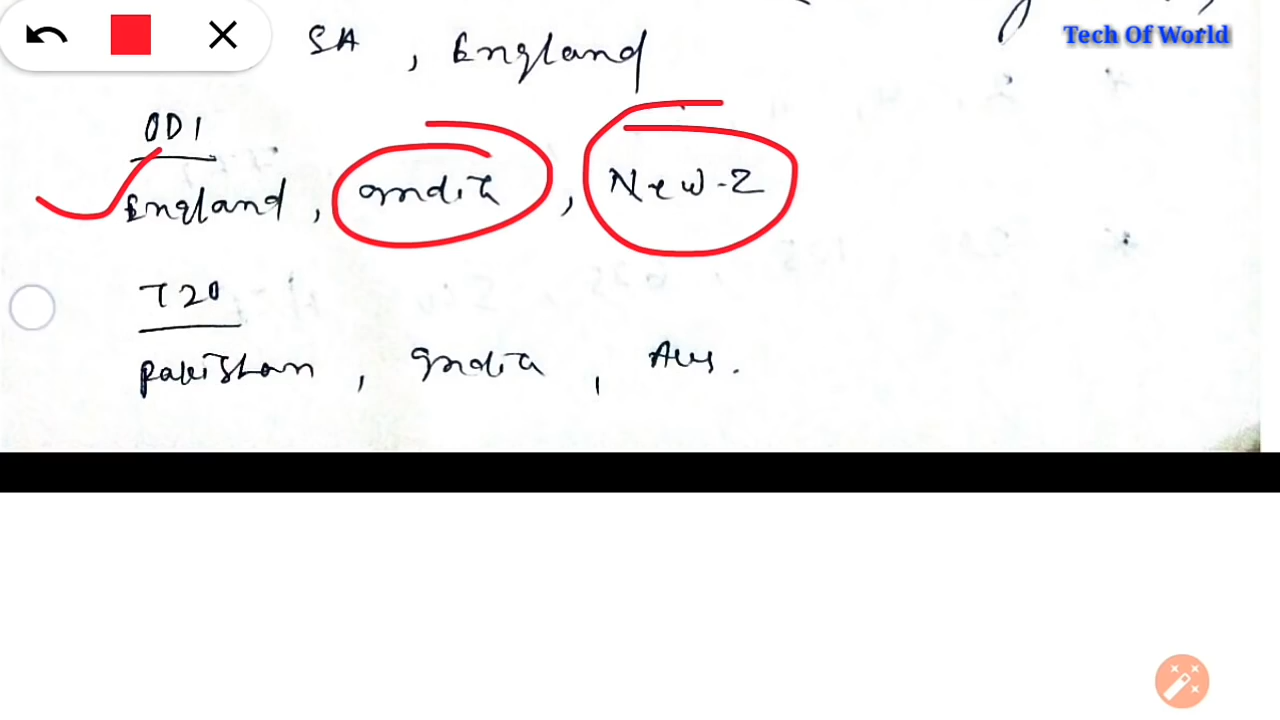 Tech Of World
SA, England
ODI
England, India, New-Z
T20
Pakistan, India, Aus.